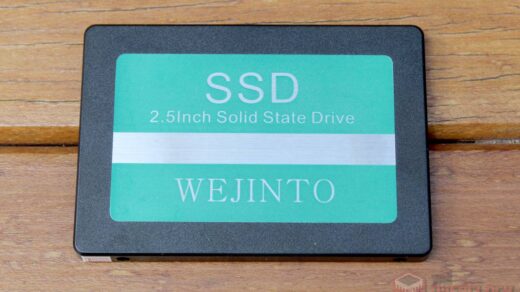 SSD
2.5Inch Solid State Drive
WEJINTO